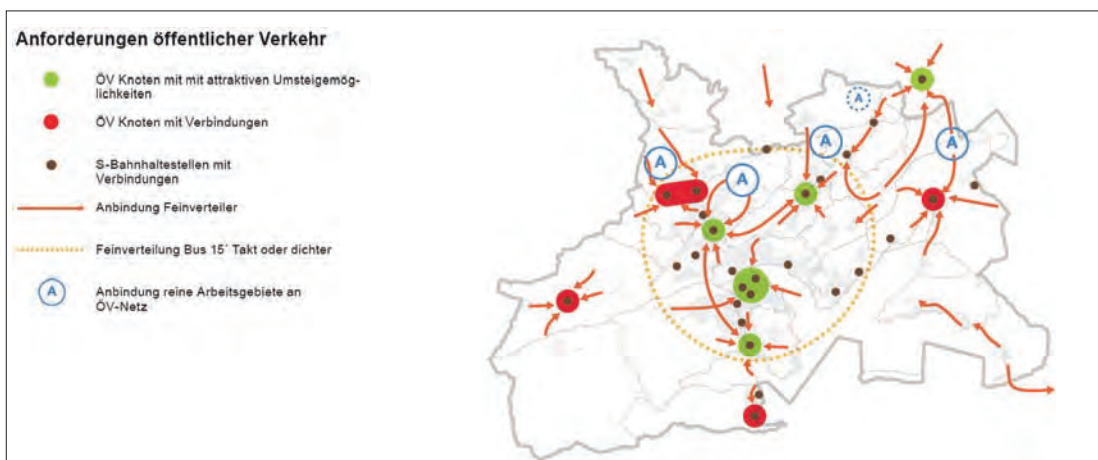 Anforderungen öffentlicher Verkehr
ÖV Knoten mit mit attraktiven Umsteigemög-
lichkeiten
ÖV Knoten mit Verbindungen
S-Bahnhaltestellen mit
Verbindungen
Anbindung Feinverteiler
Feinverteilung Bus 15´ Takt oder dichter
A
Anbindung reine Arbeitsgebiete an
ÖV-Netz
A
A
A
A
A